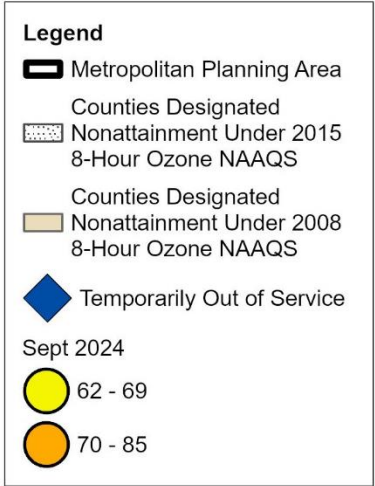 Legend
Metropolitan Planning Area
Counties Designated
Nonattainment Under 2015
8-Hour Ozone NAAQS
Counties Designated
Nonattainment Under 2008
8-Hour Ozone NAAQS
Temporarily Out of Service
Sept 2024
62 - 69
70 - 85